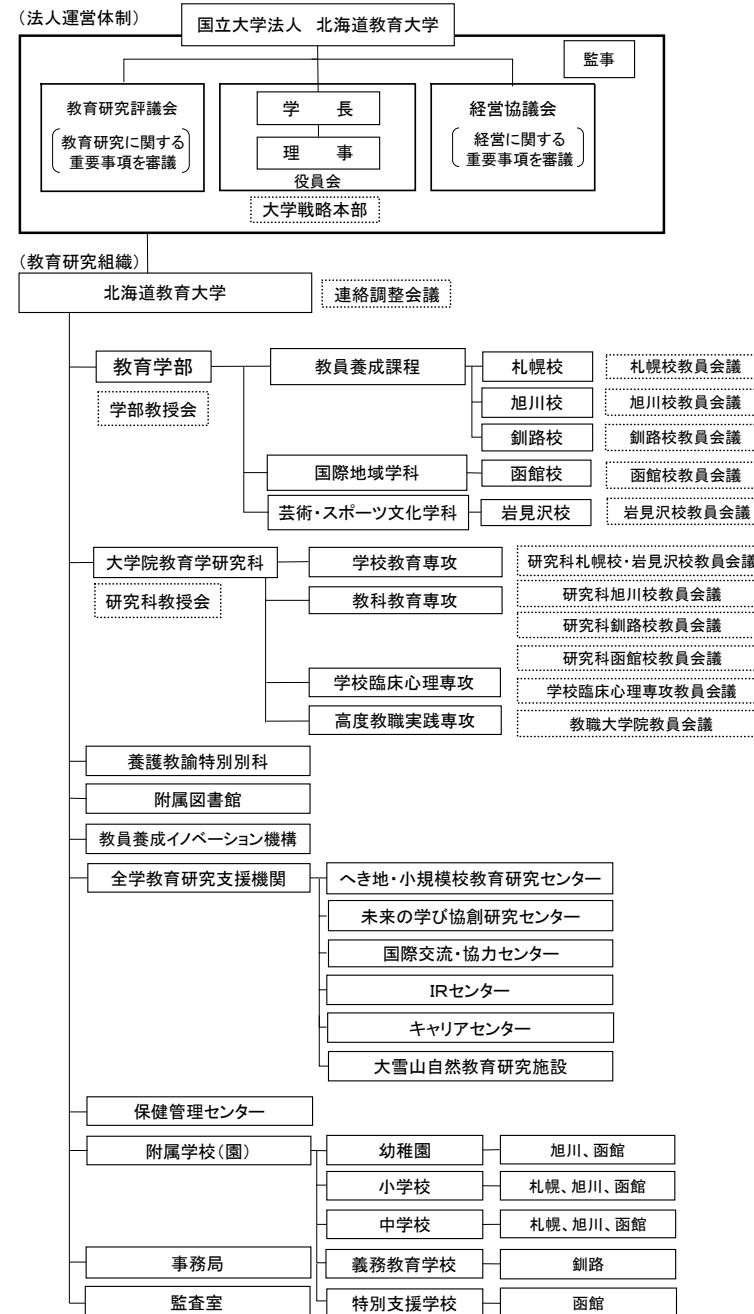 (法人運営体制)
国立大学法人 北海道教育大学
監事
教育研究評議会
教育研究に関する
重要事項を審議
学 長
理 事
役員会
大学戦略本部
経営協議会
経営に関する
重要事項を審議
(教育研究組織)
北海道教育大学
連絡調整会議
教育学部
学部教授会
教員養成課程
札幌校
札幌校教員会議
旭川校
旭川校教員会議
釧路校
釧路校教員会議
国際地域学科
函館校
函館校教員会議
芸術・スポーツ文化学科
岩見沢校
岩見沢校教員会議
大学院教育学研究科
研究科教授会
学校教育専攻
教科教育専攻
学校臨床心理専攻
高度教職実践専攻
研究科札幌校・岩見沢校教員会議
研究科旭川校教員会議
研究科釧路校教員会議
研究科函館校教員会議
学校臨床心理専攻教員会議
教職大学院教員会議
養護教諭特別別科
附属図書館
教員養成イノベーション機構
全学教育研究支援機関
へき地・小規模校教育研究センター
未来の学び協創研究センター
国際交流・協力センター
IRセンター
キャリアセンター
大雪山自然教育研究施設
保健管理センター
附属学校(園)
幼稚園
旭川、函館
小学校
札幌、旭川、函館
中学校
札幌、旭川、函館
事務局
義務教育学校
釧路
監査室
特別支援学校
函館